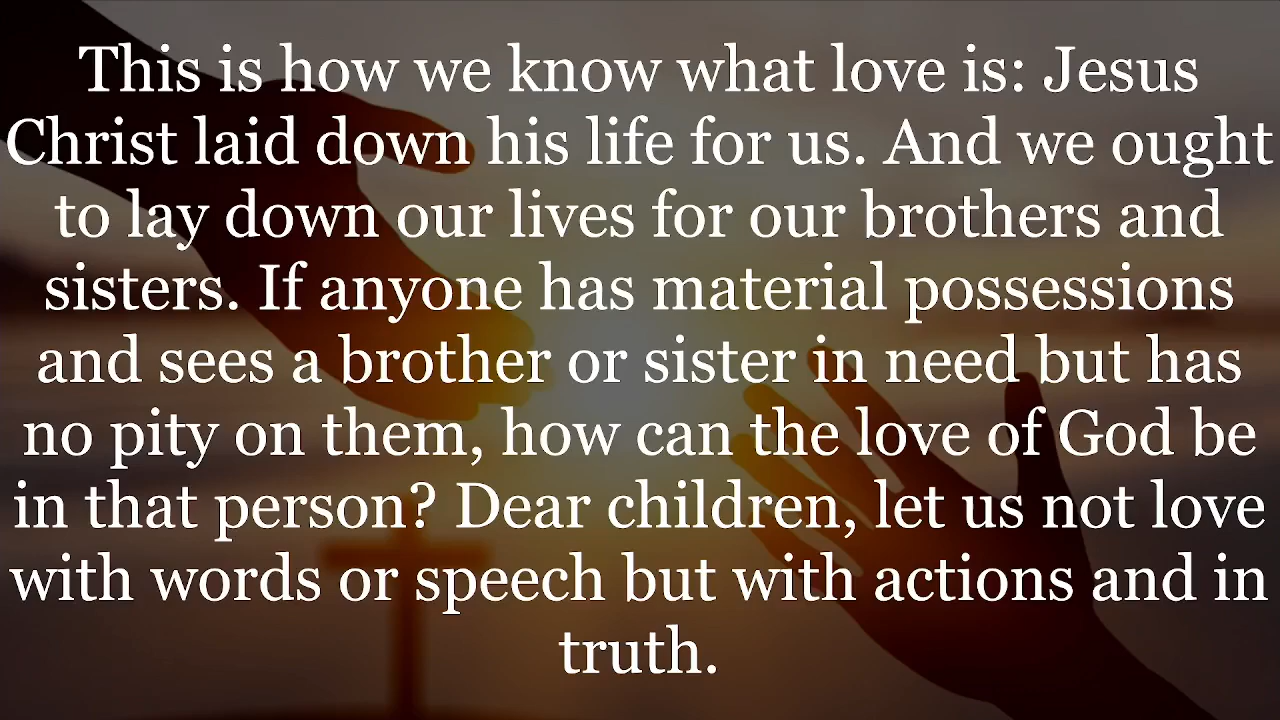 This is how we know what love is: Jesus
Christ laid down his life for us. And we ought
to lay down our lives for our brothers and
sisters. If anyone has material possessions
and sees a brother or sister in need but has
no pity on them, how can the love of God be
in that person? Dear children, let us not love
with words or speech but with actions and in
truth.